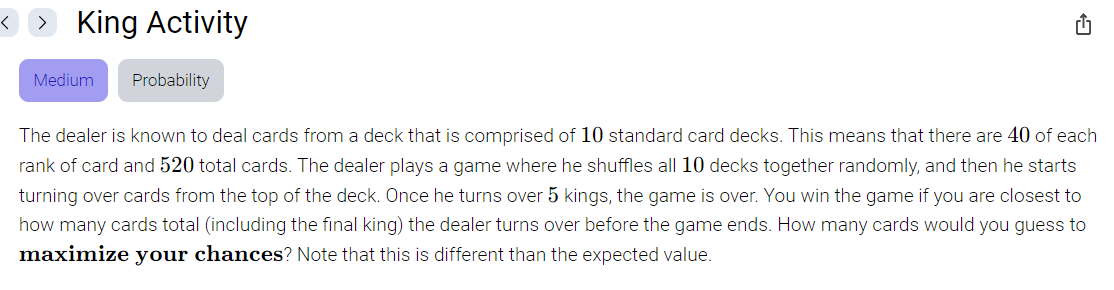 King Activity
Medium Probability
The dealer is known to deal cards from a deck that is comprised of 10 standard card decks. This means that there are 40 of each
rank of card and 520 total cards. The dealer plays a game where he shuffles all 10 decks together randomly, and then he starts
turning over cards from the top of the deck. Once he turns over 5 kings, the game is over. You win the game if you are closest to
how many cards total (including the final king) the dealer turns over before the game ends. How many cards would you guess to
maximize your chances? Note that this is different than the expected value.